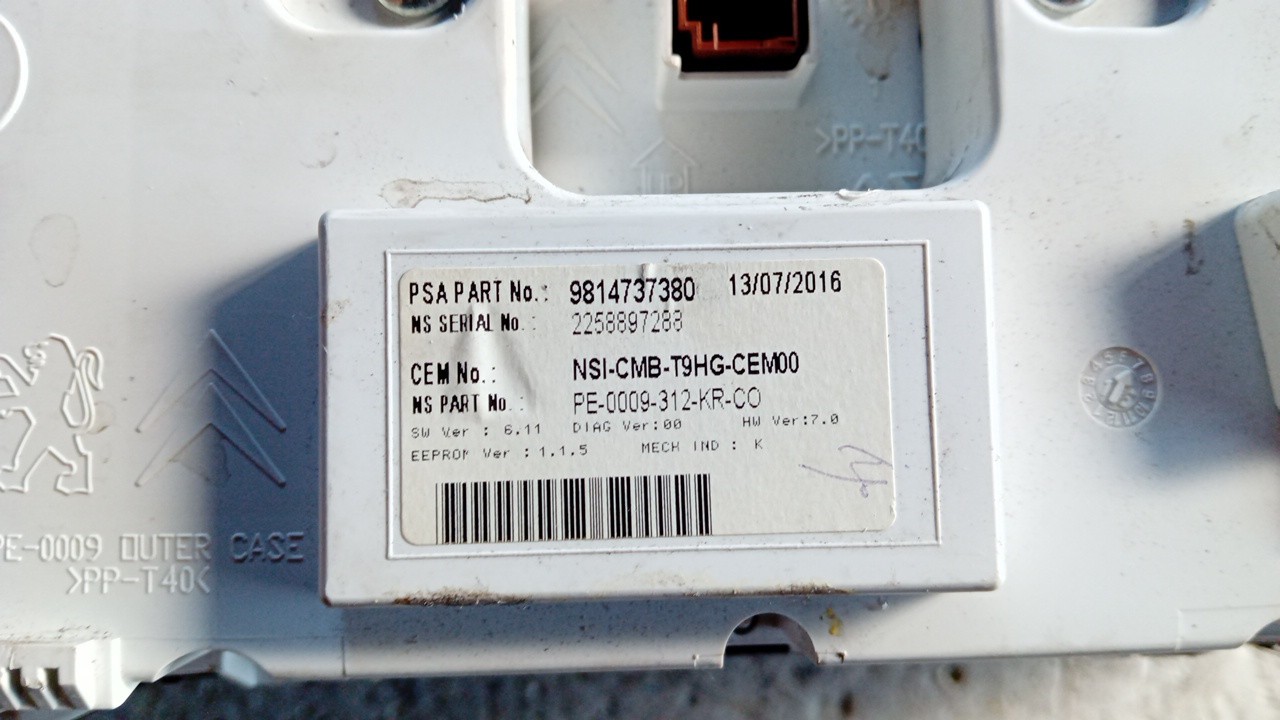 >PP-T40
UP
PSA PART No.: 9814737380 13/07/2016
NS SERIAL No. : 2258897288
CEM No.: NSI-CMB-T9HG-CEM00
NS PART No. : PE-0009-312-KR-CO
SW Ver : 6.11 DIAG Ver:00 HW Ver:7.0
EEPROM Ver : 1.1.5 MECH IND : K
PE-0009 OUTER CASE
>PP-T40<